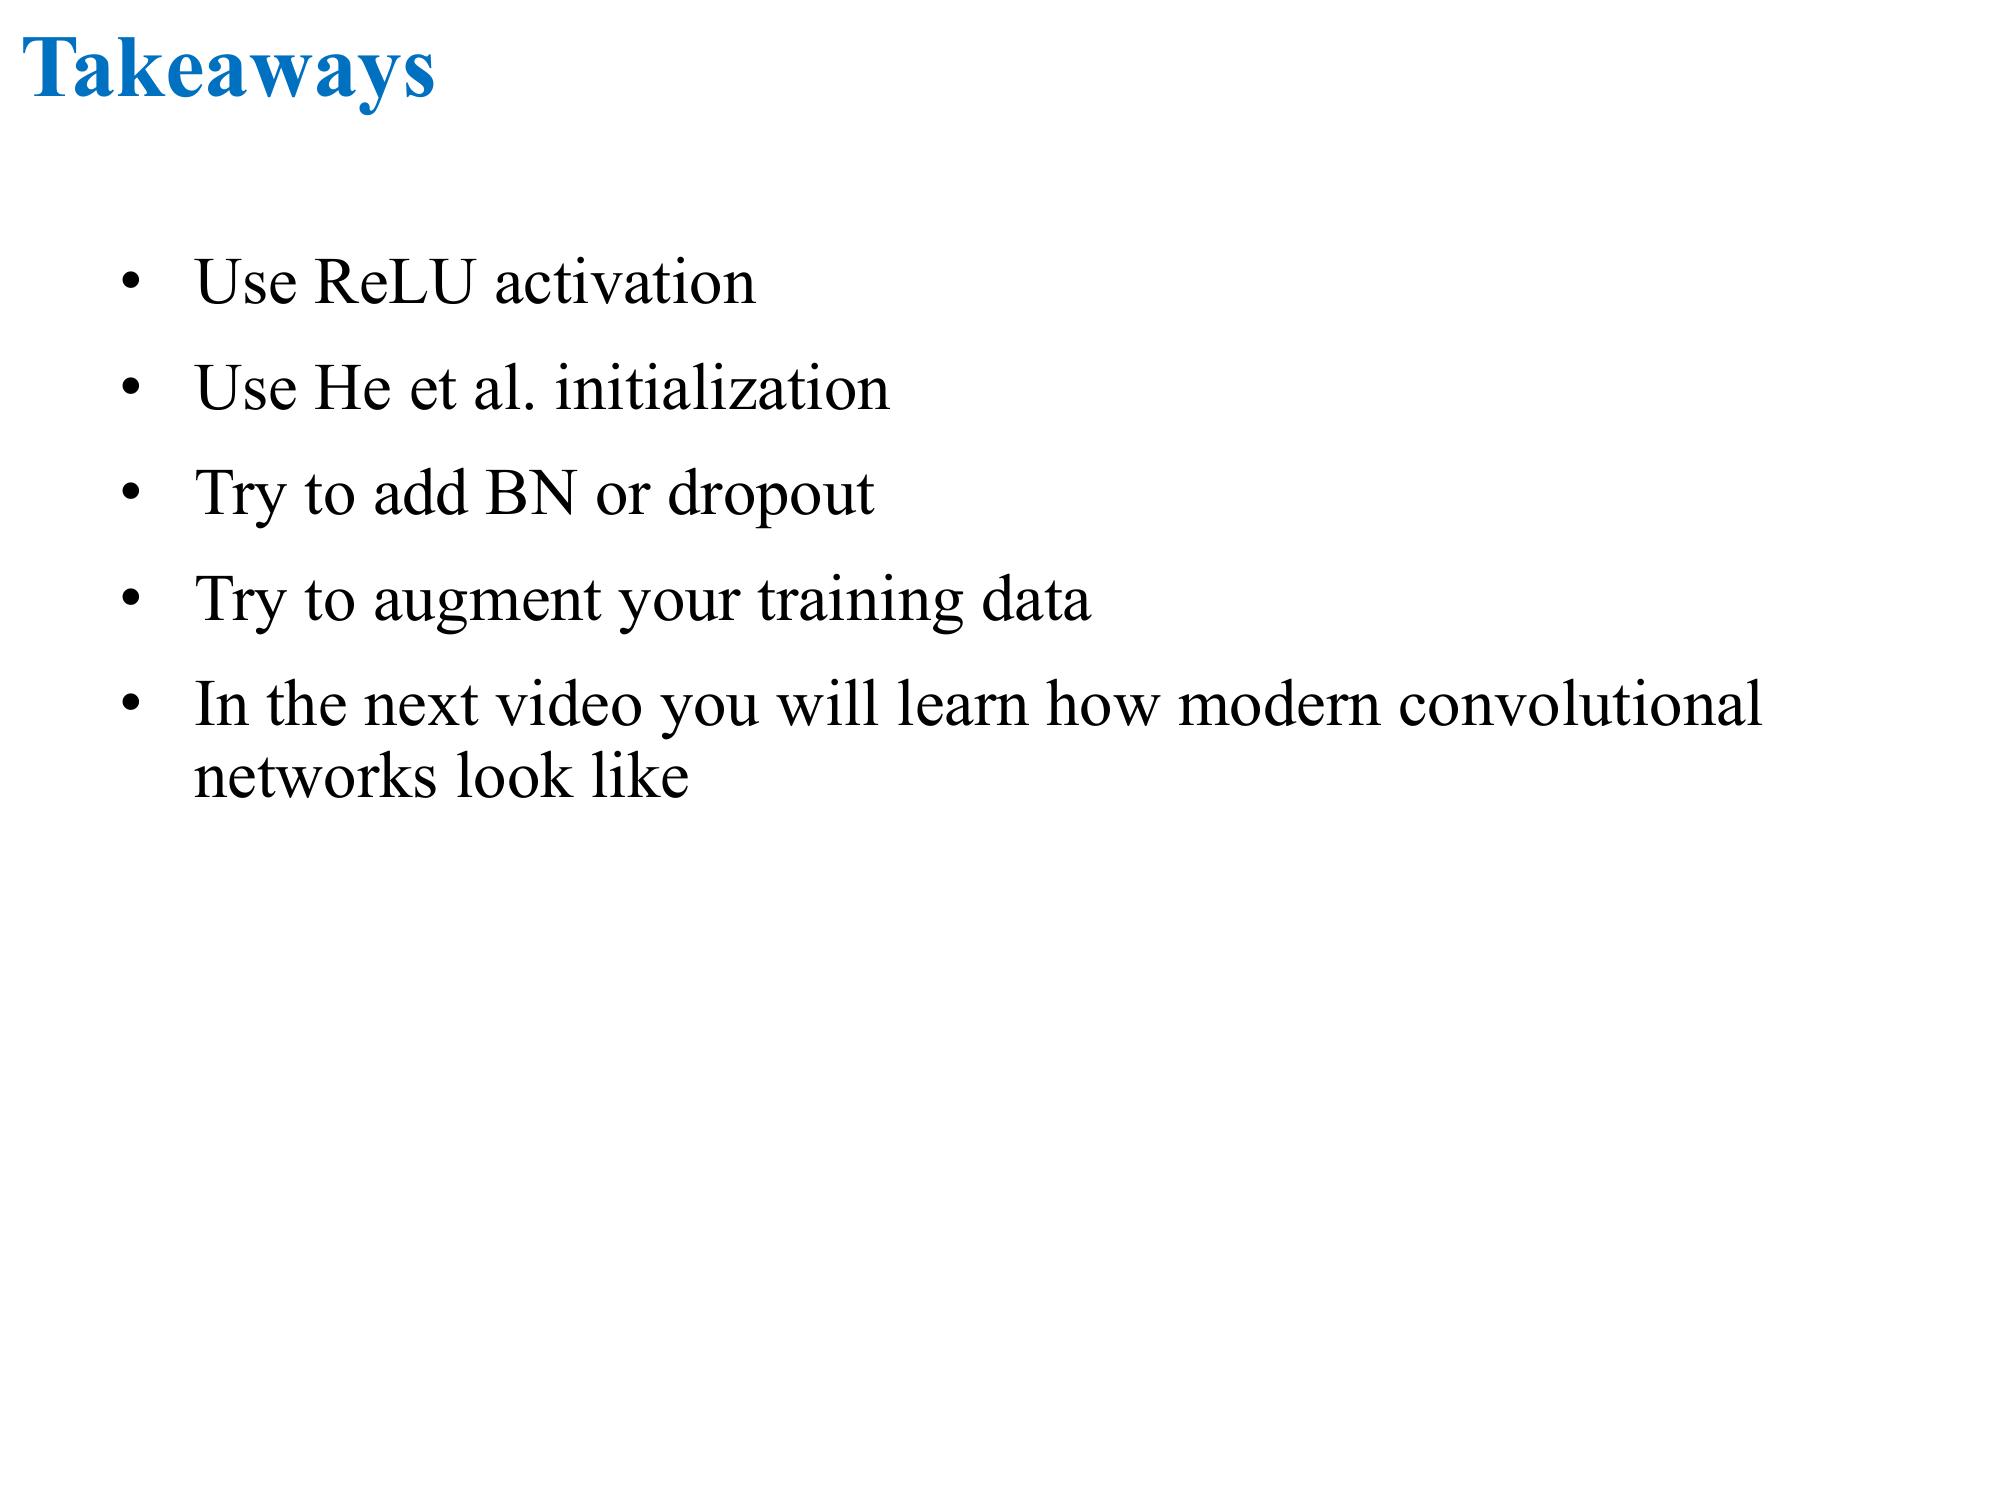 Takeaways
• Use ReLU activation
• Use He et al. initialization
• Try to add BN or dropout
• Try to augment your training data
• In the next video you will learn how modern convolutional
networks look like